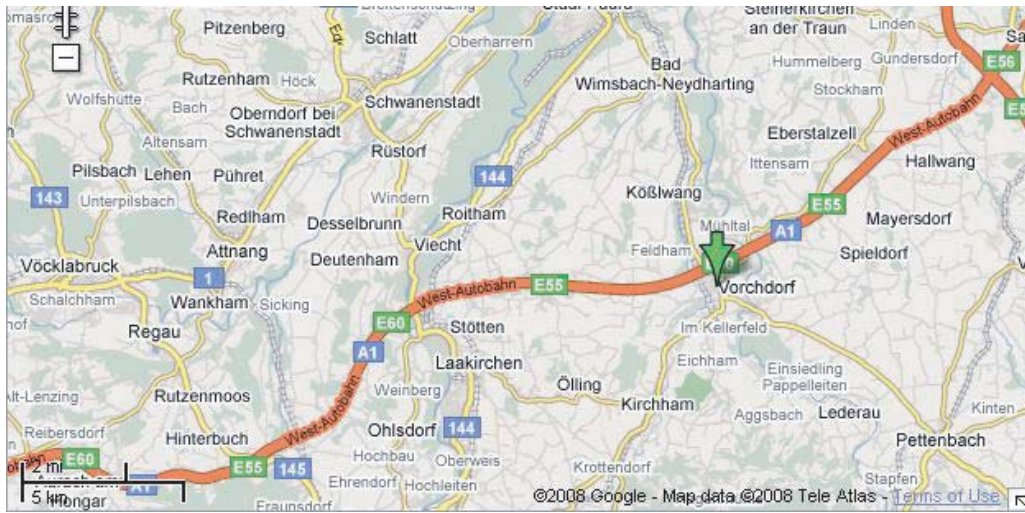 Pitzenberg
Schlatt
Oberharrern
Steinerkirchen
an der Traun
Linden
Bad
Wimsbach-Neydharting
Hummelberg
Gundersdorf
E56
Rutzenham
Höck
Wolfshütte
Bach
Schwanenstadt
Stockham
Oberndorf bei
Schwanenstadt
Altensam
Rüstorf
Eberstalzell
West-Autobahn
Hallwang
Pilsbach
Lehen
Pühret
144
Ittensam
143
Unterpilsbach
Windern
Kößlwang
E55
Redlham
Desselbrunn
Roitham
Mühltal
Mayersdorf
Attnang
Viecht
Feldham
A1
Spieldorf
Vöcklabruck
1
Deutenham
Vorchdorf
Schalchham
Wankham
Sicking
West-Autobahn
E55
Regau
E60
Stötten
Im Kellerfeld
A1
Laakirchen
Eichham
Einsiedling
Pappelleiten
Rutzenmoos
Weinberg
Ölling
Alt-Lenzing
Kirchham
Aggsbach
Lederau
Kinten
Reibersdorf
Hinterbuch
West-Autobahn
Ohlsdorf
144
Pettenbach
E60
E55
145
Hochbau
Oberweis
2 mi
Krottendorf
Stapfen
Ehrendorf
Hochleiten
A1
5 km
Hongar
Fraunsdorf
©2008 Google - Map data ©2008 Tele Atlas - Terms of Use